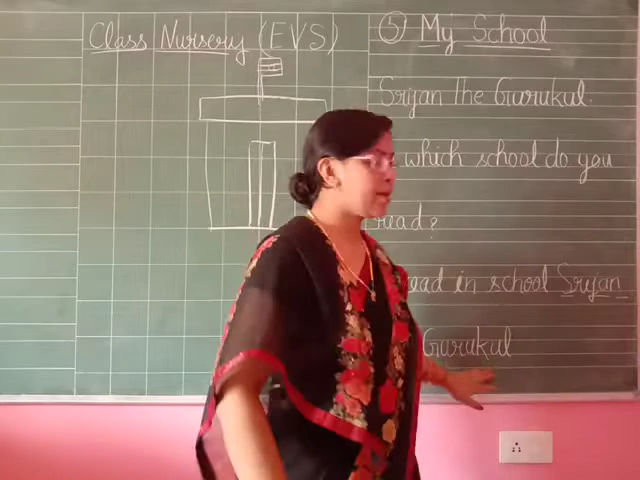 Class Nursery (EVS)
⑤ My School
Srijan The Gurukul.
which school do you
read?
read in school Srijan
Gurukul